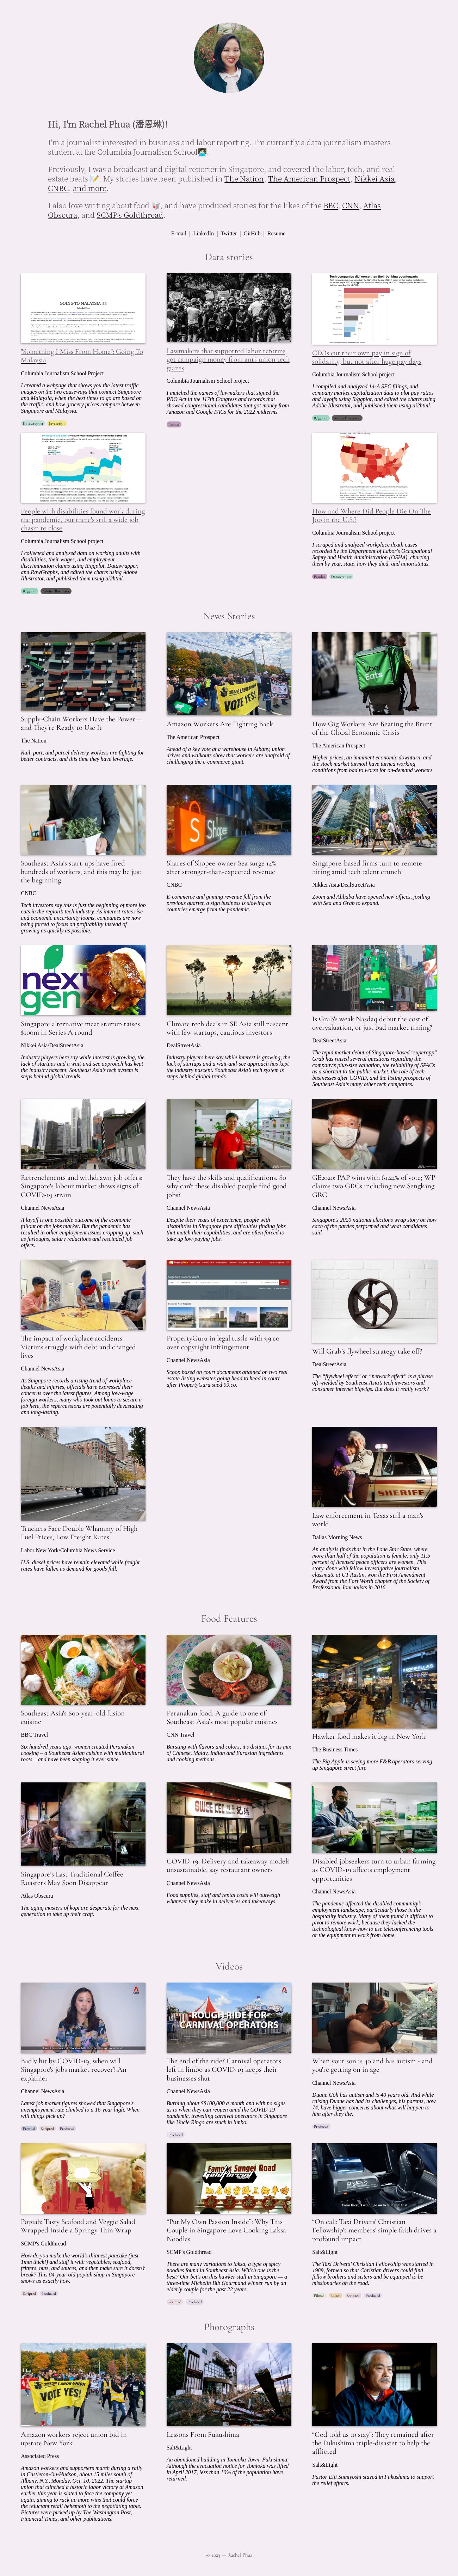 Hi, I'm Rachel Phua (潘恩琳)!
I'm a journalist interested in business and labor reporting. I'm currently a data journalism masters
student at the Columbia Journalism School👩🏻‍💻
Previously, I was a broadcast and digital reporter in Singapore, and covered the labor, tech, and real
estate beats 📝. My stories have been published in The Nation, The American Prospect, Nikkei Asia,
CNBC, and more.
I also love writing about food 🥡, and have produced stories for the likes of the BBC, CNN, Atlas
Obscura, and SCMP's Goldthread.
E-mail | LinkedIn | Twitter | GitHub | Resume
Data stories
GOING TO MALAYSIA
"Something I Miss From Home": Going To
Malaysia
Columbia Journalism School Project
I created a webpage that shows you the latest traffic
images on the two causeways that connect Singapore
and Malaysia, when the best times to go are based on
the traffic, and how grocery prices compare between
Singapore and Malaysia.
Datawrapper Javascript
Lawmakers that supported labor reforms
got campaign money from anti-union tech
giants
Columbia Journalism School project
I matched the names of lawmakers that signed the
PRO Act in the 117th Congress and records that
showed congressional candidates who got money from
Amazon and Google PACs for the 2022 midterms.
Pandas
Tech companies did worse than their banking counterparts
CEOs cut their own pay in sign of
solidarity, but not after huge pay days
Columbia Journalism School project
I compiled and analyzed 14-A SEC filings, and
company market capitalization data to plot pay ratios
and layoffs using R/ggplot, and edited the charts using
Adobe Illustrator, and published them using ai2html.
R/ggplot Adobe Illustrator
People with disabilities found work during
the pandemic, but there's still a wide job
chasm to close
Columbia Journalism School project
I collected and analyzed data on working adults with
disabilities, their wages, and employment
discrimination claims using R/ggplot, Datawrapper,
and RawGraphs, and edited the charts using Adobe
Illustrator, and published them using ai2html.
R/ggplot Adobe Illustrator
How and Where Did People Die On The
Job in the U.S.?
Columbia Journalism School project
I scraped and analyzed workplace death cases
recorded by the Department of Labor's Occupational
Safety and Health Administration (OSHA), charting
them by year, state, how they died, and union status.
Pandas Datawrapper
News Stories
Supply-Chain Workers Have the Power—
and They're Ready to Use It
The Nation
Rail, port, and parcel delivery workers are fighting for
better contracts, and this time they have leverage.
VOTE YES!
Amazon Workers Are Fighting Back
The American Prospect
Ahead of a key vote at a warehouse in Albany, union
drives and walkouts show that workers are unafraid of
challenging the e-commerce giant.
Uber
Eats
How Gig Workers Are Bearing the Brunt
of the Global Economic Crisis
The American Prospect
Higher prices, an imminent economic downturn, and
the stock market turmoil have turned working
conditions from bad to worse for on-demand workers.
Southeast Asia's start-ups have fired
hundreds of workers, and this may be just
the beginning
CNBC
Tech investors say this is just the beginning of more job
cuts in the region's tech industry. As interest rates rise
and economic uncertainty looms, companies are now
being forced to focus on profitability instead of
growing as quickly as possible.
Shares of Shopee-owner Sea surge 14%
after stronger-than-expected revenue
CNBC
E-commerce and gaming revenue fell from the
previous quarter, a sign business is slowing as
countries emerge from the pandemic.
Singapore-based firms turn to remote
hiring amid tech talent crunch
Nikkei Asia/DealStreetAsia
Zoom and Alibaba have opened new offices, jostling
with Sea and Grab to expand.
next
gen
Singapore alternative meat startup raises
$100m in Series A round
Nikkei Asia/DealStreetAsia
Industry players here say while interest is growing, the
lack of startups and a wait-and-see approach has kept
the industry nascent. Southeast Asia's tech system is
steps behind global trends.
Climate tech deals in SE Asia still nascent
with few startups, cautious investors
DealStreetAsia
Industry players here say while interest is growing, the
lack of startups and a wait-and-see approach has kept
the industry nascent. Southeast Asia's tech system is
steps behind global trends.
Is Grab's weak Nasdaq debut the cost of
overvaluation, or just bad market timing?
DealStreetAsia
The tepid market debut of Singapore-based "superapp"
Grab has raised several questions regarding the
company's plus-size valuation, the reliability of SPACs
as a shortcut to the public market, the role of tech
businesses after COVID, and the listing prospects of
Southeast Asia's many other tech companies.
Retrenchments and withdrawn job offers:
Singapore's labour market shows signs of
COVID-19 strain
Channel NewsAsia
A layoff is one possible outcome of the economic
fallout on the jobs market. But the pandemic has
resulted in other employment issues cropping up, such
as furloughs, salary reductions and rescinded job
offers.
They have the skills and qualifications. So
why can't these disabled people find good
jobs?
Channel NewsAsia
Despite their years of experience, people with
disabilities in Singapore face difficulties finding jobs
that match their capabilities, and are often forced to
take up low-paying jobs.
GE2020: PAP wins with 61.24% of vote; WP
claims two GRCs including new Sengkang
GRC
Channel NewsAsia
Singapore's 2020 national elections wrap story on how
each of the parties performed and what candidates
said.
The impact of workplace accidents:
Victims struggle with debt and changed
lives
Channel NewsAsia
As Singapore records a rising trend of workplace
deaths and injuries, officials have expressed their
concerns over the latest figures. Among low-wage
foreign workers, many who took out loans to secure a
job here, the repercussions are potentially devastating
and long-lasting.
PropertyGuru in legal tussle with 99.co
over copyright infringement
Channel NewsAsia
Scoop based on court documents attained on two real
estate listing websites going head to head in court
after PropertyGuru sued 99.co.
Will Grab's flywheel strategy take off?
DealStreetAsia
The "flywheel effect" or "network effect" is a phrase
oft-wielded by Southeast Asia's tech investors and
consumer internet bigwigs. But does it really work?
Truckers Face Double Whammy of High
Fuel Prices, Low Freight Rates
Labor New York/Columbia News Service
U.S. diesel prices have remain elevated while freight
rates have fallen as demand for goods fall.
SHERIFF
Law enforcement in Texas still a man's
world
Dallas Morning News
An analysis finds that in the Lone Star State, where
more than half of the population is female, only 11.5
percent of licensed peace officers are women. This
story, done with fellow investigative journalism
classmate at UT Austin, won the First Amendment
Award from the Fort Worth chapter of the Society of
Professional Journalists in 2016.
Food Features
Southeast Asia's 600-year-old fusion
cuisine
BBC Travel
Six hundred years ago, women created Peranakan
cooking – a Southeast Asian cuisine with multicultural
roots – and have been shaping it ever since.
Peranakan food: A guide to one of
Southeast Asia's most popular cuisines
CNN Travel
Bursting with flavors and colors, it's distinct for its mix
of Chinese, Malay, Indian and Eurasian ingredients
and cooking methods.
Hawker food makes it big in New York
The Business Times
The Big Apple is seeing more F&B operators serving
up Singapore street fare
Singapore's Last Traditional Coffee
Roasters May Soon Disappear
Atlas Obscura
The aging masters of kopi are desperate for the next
generation to take up their craft.
COVID-19: Delivery and takeaway models
unsustainable, say restaurant owners
Channel NewsAsia
Food supplies, staff and rental costs will outweigh
whatever they make in deliveries and takeaways.
Disabled jobseekers turn to urban farming
as COVID-19 affects employment
opportunities
Channel NewsAsia
The pandemic affected the disabled community's
employment landscape, particularly those in the
hospitality industry. Many of them found it difficult to
pivot to remote work, because they lacked the
technological know-how to use teleconferencing tools
or the equipment to work from home.
Videos
Badly hit by COVID-19, when will
Singapore's jobs market recover? An
explainer
Channel NewsAsia
Latest job market figures showed that Singapore's
unemployment rate climbed to a 16-year high. When
will things pick up?
Scripted Produced
ROUGH RIDE FOR
CARNIVAL OPERATORS
The end of the ride? Carnival operators
left in limbo as COVID-19 keeps their
businesses shut
Channel NewsAsia
Burning about S$100,000 a month and with no signs
as to when they can reopen amid the COVID-19
pandemic, travelling carnival operators in Singapore
like Uncle Ringo are stuck in limbo.
Produced
When your son is 40 and has autism - and
you're getting on in age
Channel NewsAsia
Duane Goh has autism and is 40 years old. And while
raising Duane has had its challenges, his parents, now
74, have bigger concerns about what will happen to
him after they die.
Produced
Popiah: Tasty Seafood and Veggie Salad
Wrapped Inside a Springy Thin Wrap
SCMP's Goldthread
How do you make the world's thinnest pancake (just
1mm thick!) and stuff it with vegetables, seafood,
fritters, nuts, and sauces, and then make sure it doesn't
break? This 84-year-old popiah shop in Singapore
shows us exactly how.
Scripted Produced
Famous Sungei Road
"Put My Own Passion Inside": Why This
Couple in Singapore Love Cooking Laksa
Noodles
SCMP's Goldthread
There are many variations to laksa, a type of spicy
noodles found in Southeast Asia. Which one is the
best? Our bet's on this hawker stall in Singapore — a
three-time Michelin Bib Gourmand winner run by an
elderly couple for the past 22 years.
Scripted Produced
"On call: Taxi Drivers' Christian
Fellowship's members' simple faith drives a
profound impact
Salt&Light
The Taxi Drivers' Christian Fellowship was started in
1989, formed so that Christian drivers could find
fellow brothers and sisters and be equipped to be
missionaries on the road.
Filmed Edited Scripted Produced
Photographs
VOTE YES!
Amazon workers reject union bid in
upstate New York
Associated Press
Amazon workers and supporters march during a rally
in Castleton-On-Hudson, about 15 miles south of
Albany, N.Y., Monday, Oct. 10, 2022. The startup
union that clinched a historic labor victory at Amazon
earlier this year is slated to face the company yet
again, aiming to rack up more wins that could force
the reluctant retail behemoth to the negotiating table.
Pictures were picked up by The Washington Post,
Financial Times, and other publications.
Lessons From Fukushima
Salt&Light
An abandoned building in Tomioka Town, Fukushima.
Although the evacuation notice for Tomioka was lifted
in April 2017, less than 10% of the population have
returned.
"God told us to stay": They remained after
the Fukushima triple-disaster to help the
afflicted
Salt&Light
Pastor Eiji Sumiyoshi stayed in Fukushima to support
the relief efforts.
© 2023 — Rachel Phua